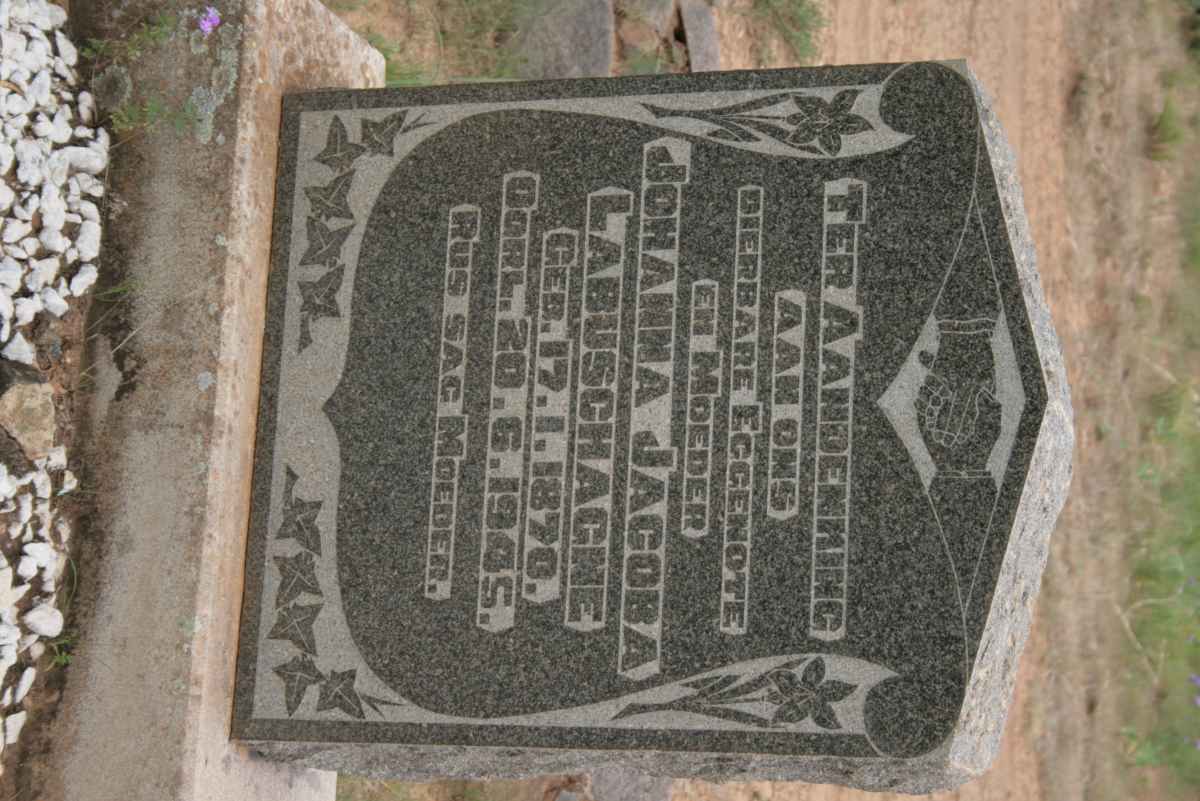 TER AANDENKING
AAN ONS
DIERBARE EGGENOTE
EN MOEDER
JOHANNA JACOBA
LABUSCHAGNE
GEB. 17. 1. 1870.
OORL. 20. 6. 1945.
RUS SAG MOEDER.